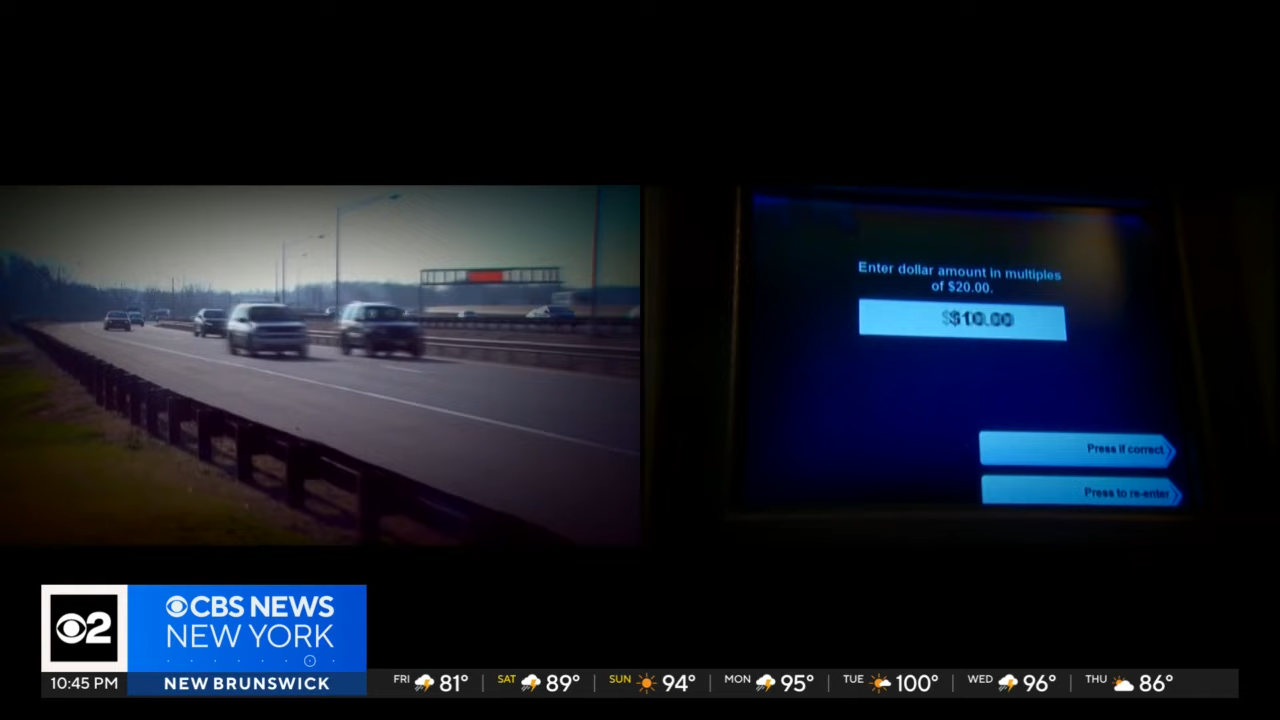 Enter dollar amount in multiples
of $20.00.
Press if correct
Press to re-enter
2
CBS NEWS
NEW YORK
10:45 PM
NEW BRUNSWICK
FRI 81° | SAT 89° | SUN 94° | MON 95° | TUE 100° | WED 96° | THU 86°